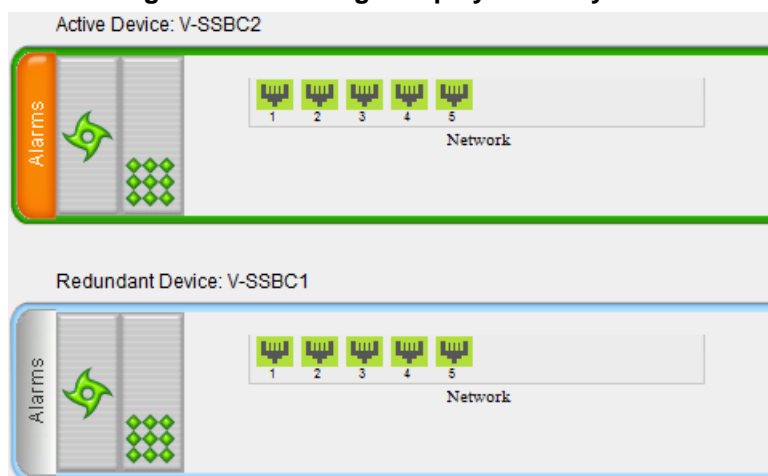 Active Device: V-SSBC2
Alarms
1 2 3 4 5
Network
Redundant Device: V-SSBC1
Alarms
1 2 3 4 5
Network